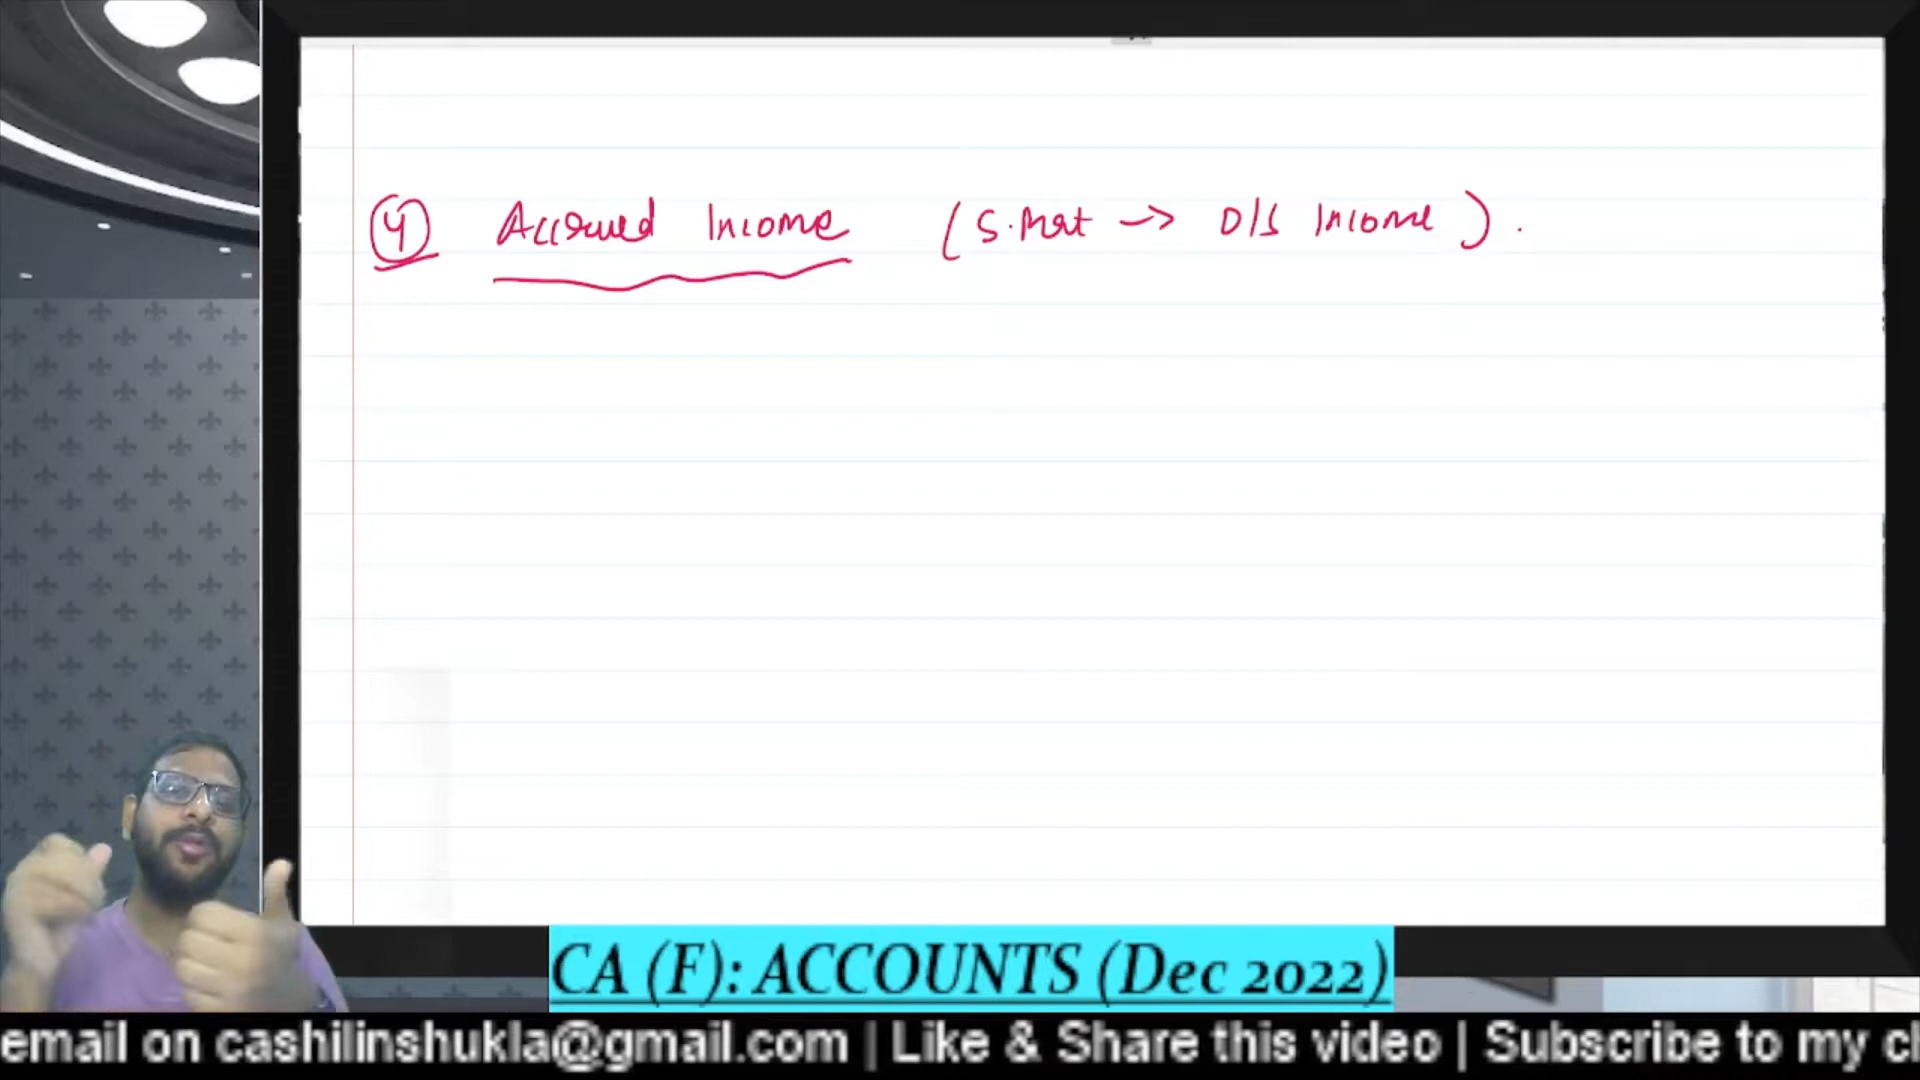 4 Accrued Income (S. → O/S Income).
CA (F): ACCOUNTS (Dec 2022)
email on cashilinshukla@gmail.com | Like & Share this video | Subscribe to my ch